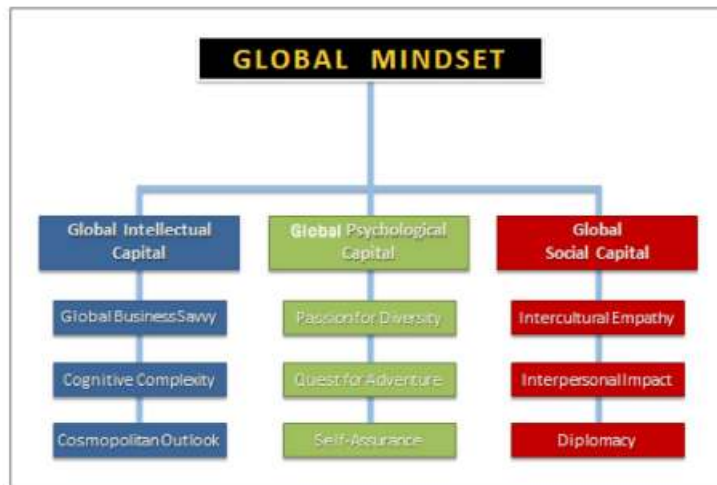 GLOBAL MINDSET
Global Intellectual
Capital
Global Business Savvy
Cognitive Complexity
Cosmopolitan Outlook
Global Psychological
Capital
Passion for Diversity
Quest for Adventure
Self-Assurance
Global
Social Capital
Intercultural Empathy
Interpersonal Impact
Diplomacy